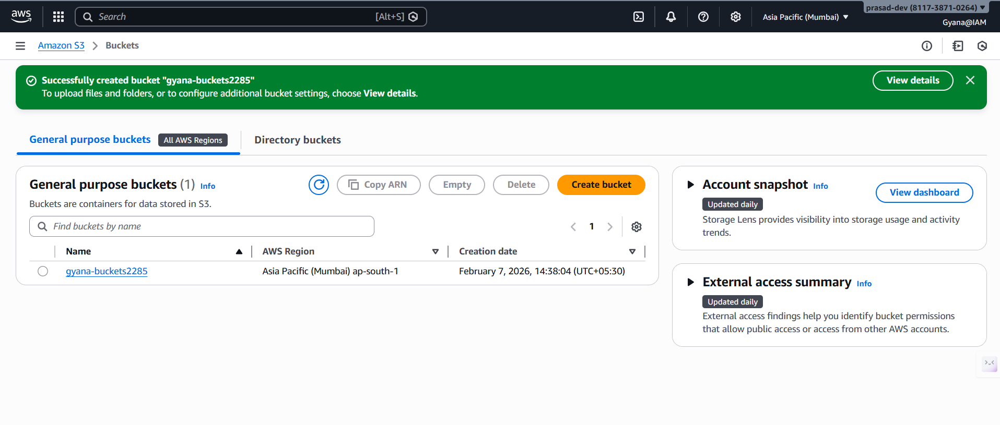 aws
Search [Alt+S]
Asia Pacific (Mumbai)
prasad-dev (8117-3871-0264)
Gyana@IAM
Amazon S3 Buckets
Successfully created bucket "gyana-buckets2285"
To upload files and folders, or to configure additional bucket settings, choose View details.
View details
General purpose buckets All AWS Regions Directory buckets
General purpose buckets (1) Info
Copy ARN Empty Delete Create bucket
Buckets are containers for data stored in S3.
Find buckets by name
1
Name AWS Region Creation date
gyana-buckets2285 Asia Pacific (Mumbai) ap-south-1 February 7, 2026, 14:38:04 (UTC+05:30)
Account snapshot Info
View dashboard
Updated daily
Storage Lens provides visibility into storage usage and activity
trends.
External access summary Info
Updated daily
External access findings help you identify bucket permissions
that allow public access or access from other AWS accounts.